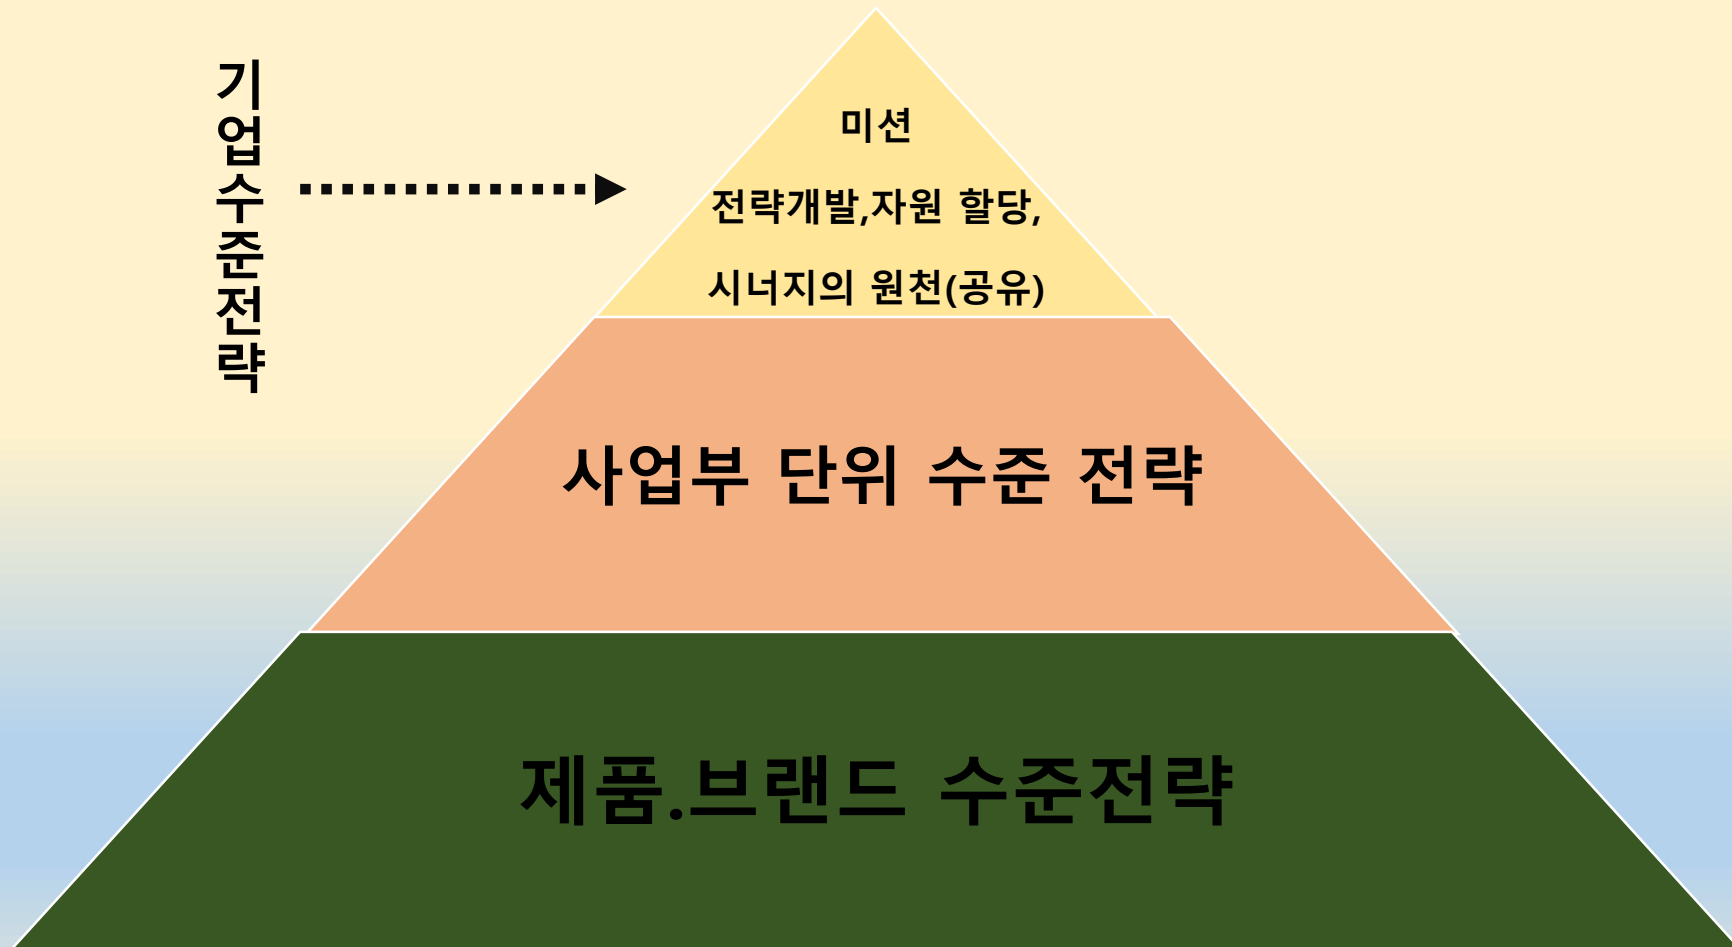 기업수준전략
미션
전략개발,자원 할당,
시너지의 원천(공유)
사업부 단위 수준 전략
제품.브랜드 수준전략